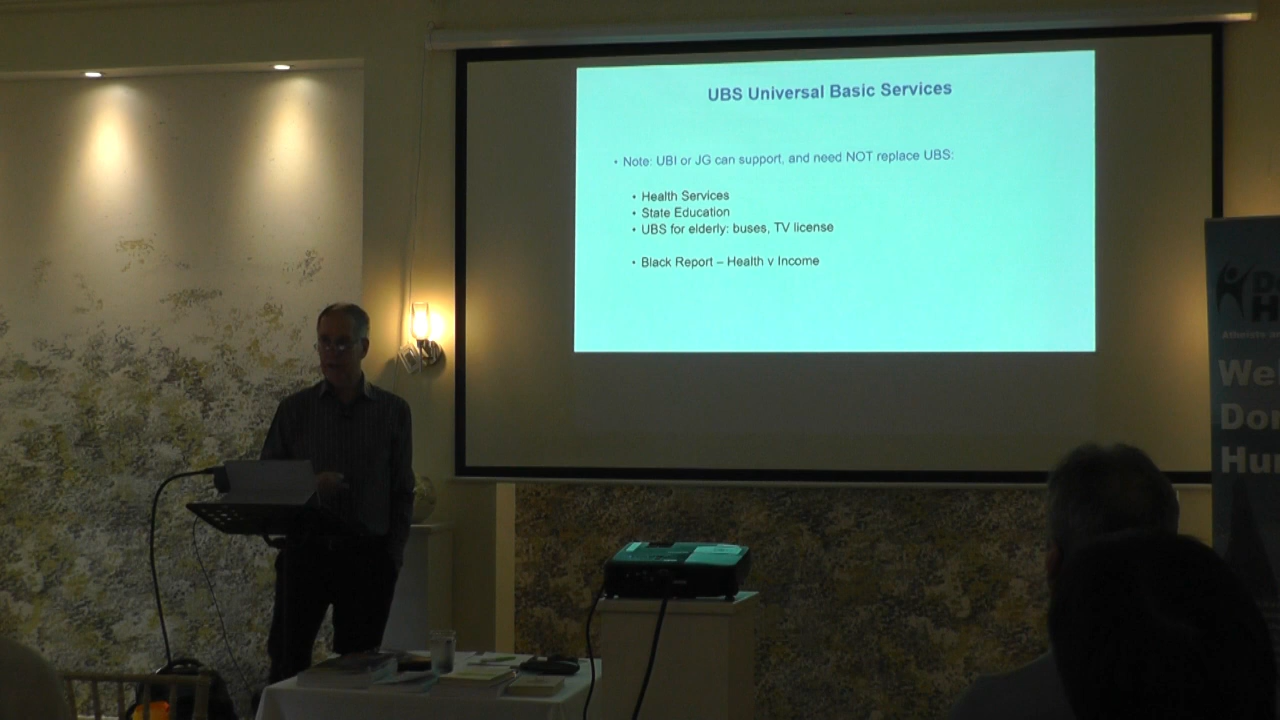 UBS Universal Basic Services
• Note: UBI or JG can support, and need NOT replace UBS:
• Health Services
• State Education
• UBS for elderly: buses, TV license
• Black Report – Health v Income